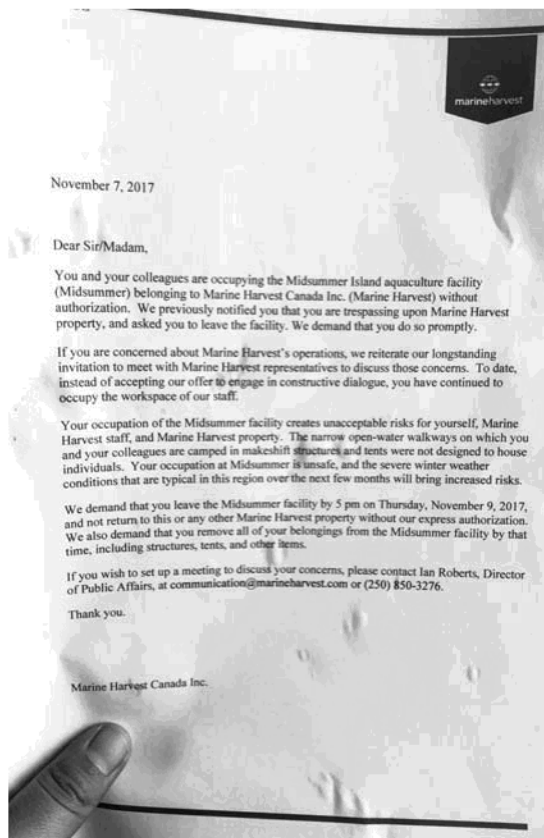 marineharvest
November 7, 2017
Dear Sir/Madam,
You and your colleagues are occupying the Midsummer Island aquaculture facility
(Midsummer) belonging to Marine Harvest Canada Inc. (Marine Harvest) without
authorization. We previously notified you that you are trespassing upon Marine Harvest
property, and asked you to leave the facility. We demand that you do so promptly.
If you are concerned about Marine Harvest's operations, we reiterate our longstanding
invitation to meet with Marine Harvest representatives to discuss those concerns. To date,
instead of accepting our offer to engage in constructive dialogue, you have continued to
occupy the workspace of our staff.
Your occupation of the Midsummer facility creates unacceptable risks for yourself, Marine
Harvest staff, and Marine Harvest property. The narrow open-water walkways on which you
and your colleagues are camped in makeshift structures and tents were not designed to house
individuals. Your occupation at Midsummer is unsafe, and the severe winter weather
conditions that are typical in this region over the next few months will bring increased risks.
We demand that you leave the Midsummer facility by 5 pm on Thursday, November 9, 2017,
and not return to this or any other Marine Harvest property without our express authorization.
We also demand that you remove all of your belongings from the Midsummer facility by that
time, including structures, tents, and other items.
If you wish to set up a meeting to discuss your concerns, please contact Ian Roberts, Director
of Public Affairs, at communication@marineharvest.com or (250) 850-3276.
Thank you.
Marine Harvest Canada Inc.